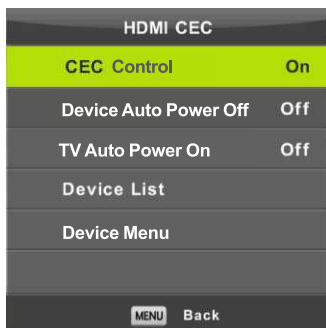 HDMI CEC
CEC Control On
Device Auto Power Off Off
TV Auto Power On Off
Device List
Device Menu
MENU Back